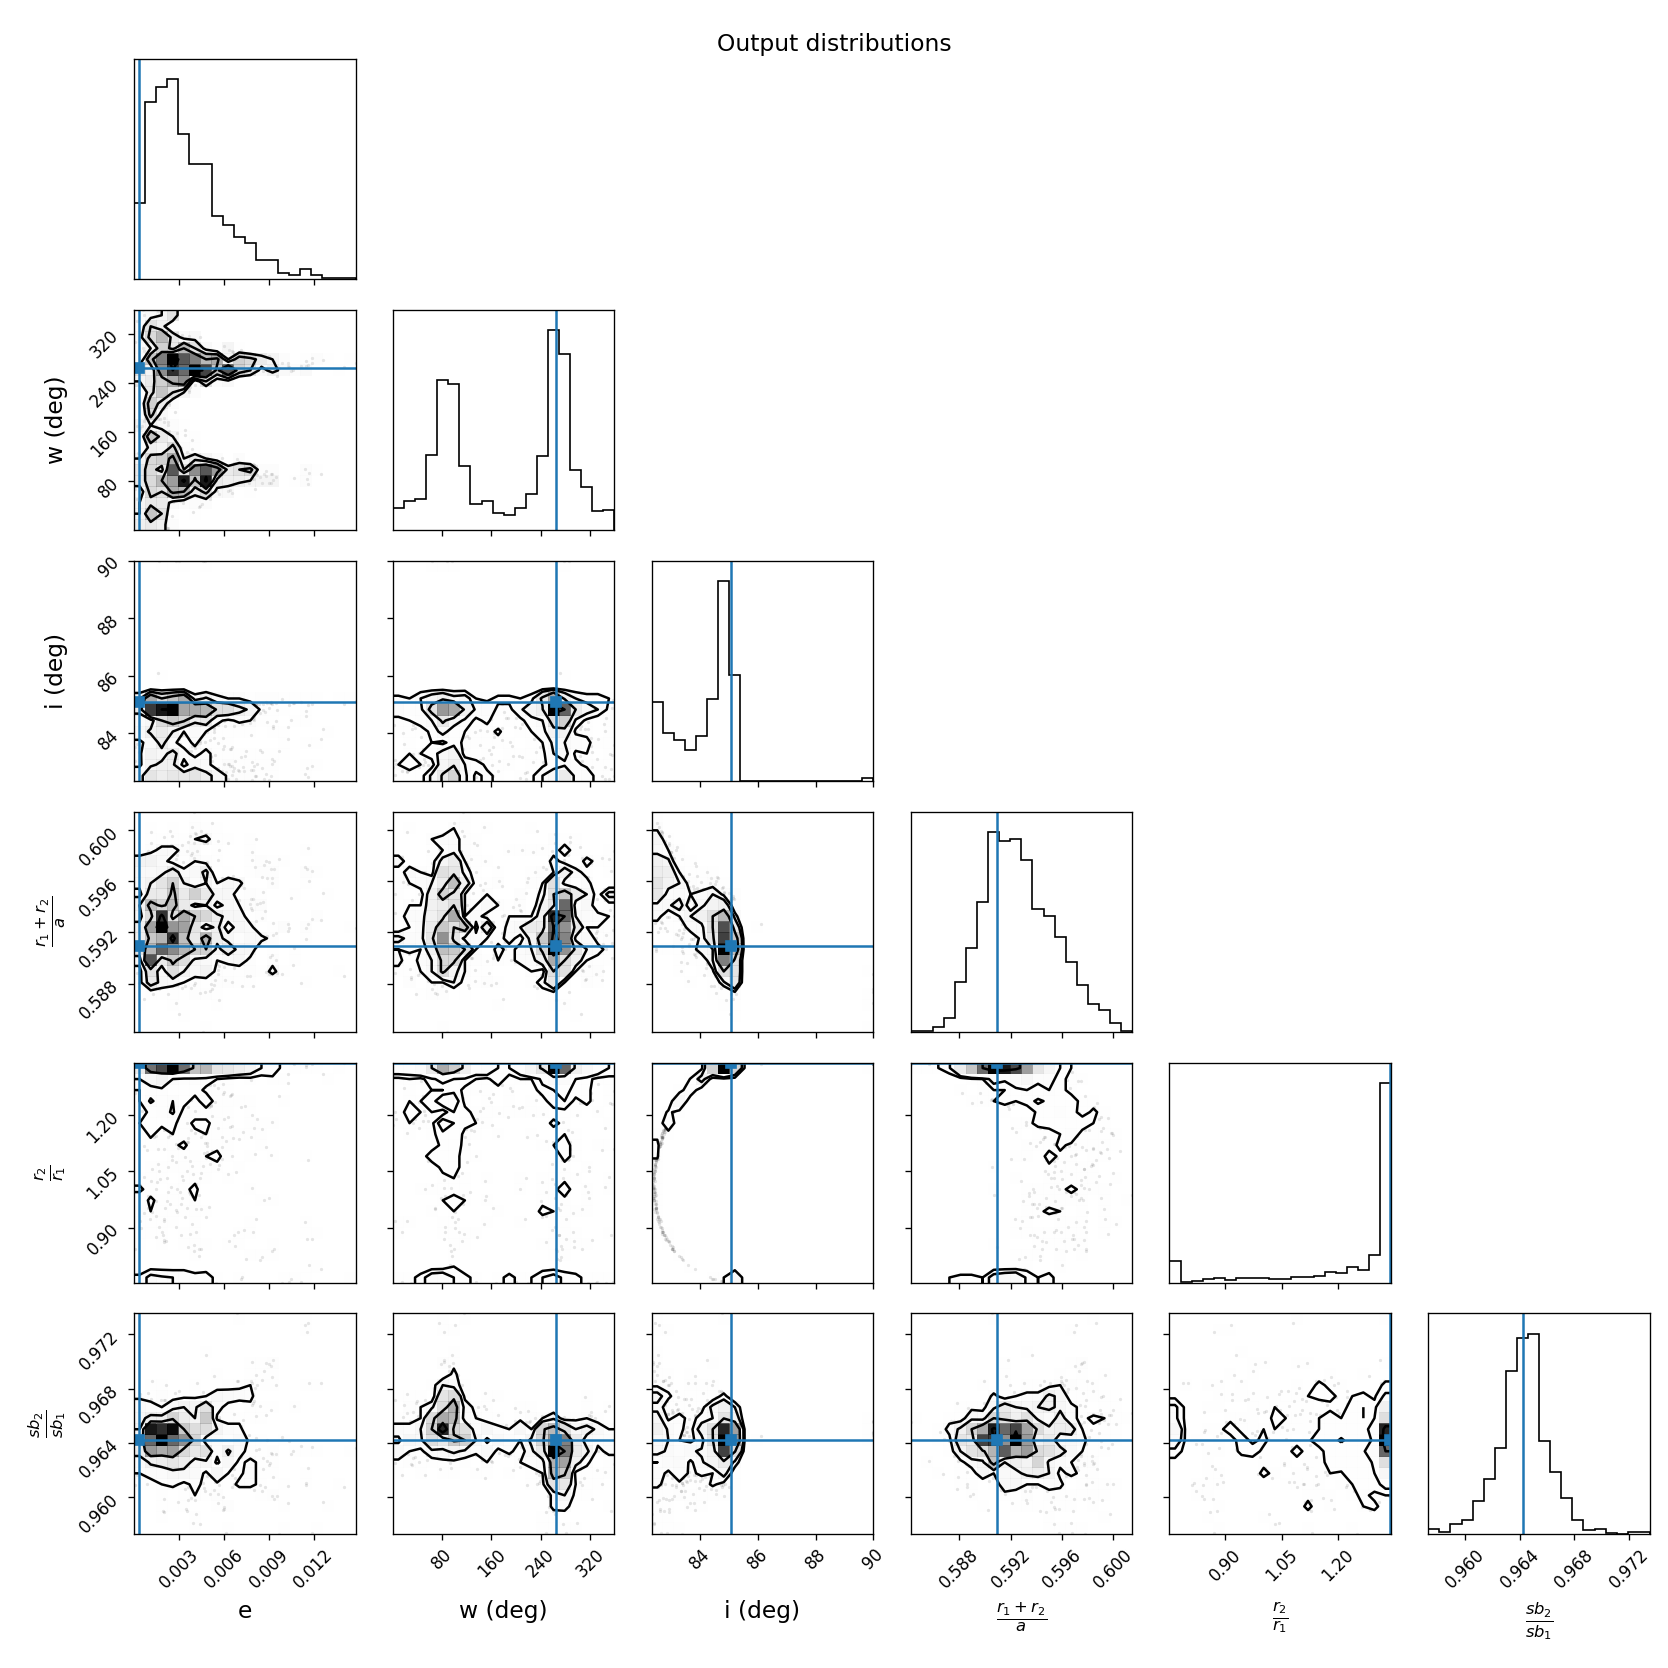 Output distributions
w (deg)
320
240
160
80
i (deg)
90
88
86
84
r₁ + r₂
a
0.600
0.596
0.592
0.588
r₂
r₁
1.20
1.05
0.90
sb₂
sb₁
0.972
0.968
0.964
0.960
0.003 0.006 0.009 0.012 80 160 240 320 84 86 88 90 0.588 0.592 0.596 0.600 0.90 1.05 1.20 0.960 0.964 0.968 0.972
e w (deg) i (deg) r₁ + r₂ r₂ sb₂
a r₁ sb₁